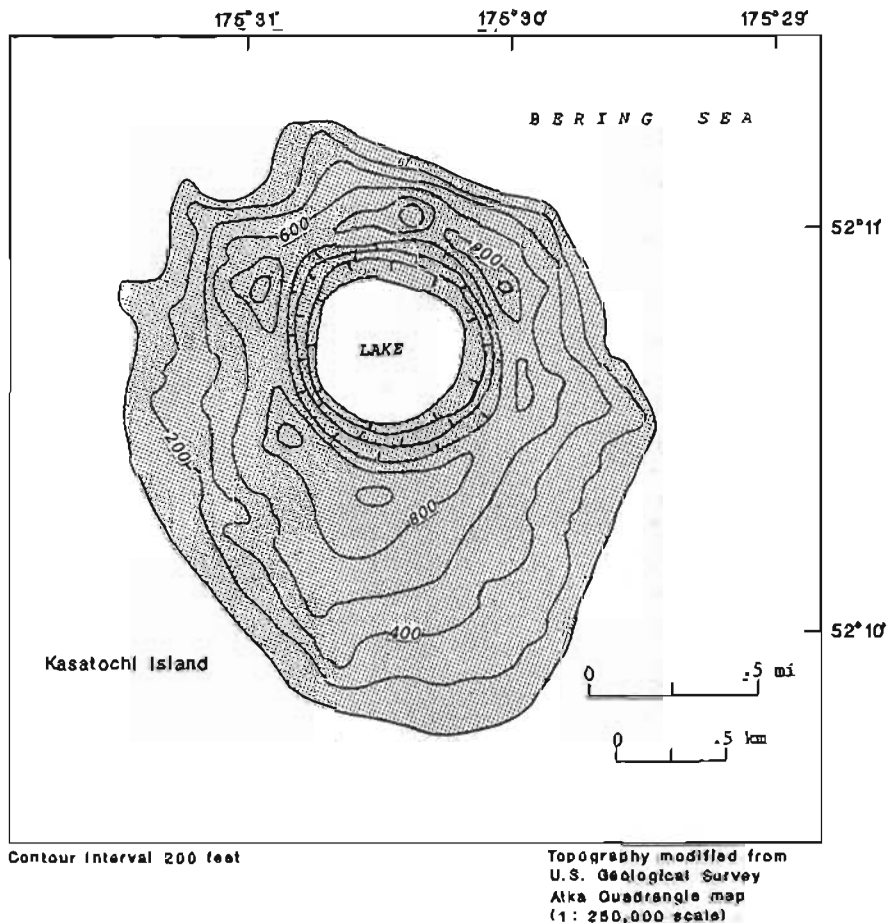 175°31'
175°30'
175°29'
BERING SEA
52°11'
600
800
LAKE
200
800
400
52°10'
Kasatochi Island
0 .5 mi
0 .5 km
Contour Interval 200 feet
Topography modified from
U.S. Geological Survey
Atka Quadrangle map
(1: 250,000 scale)